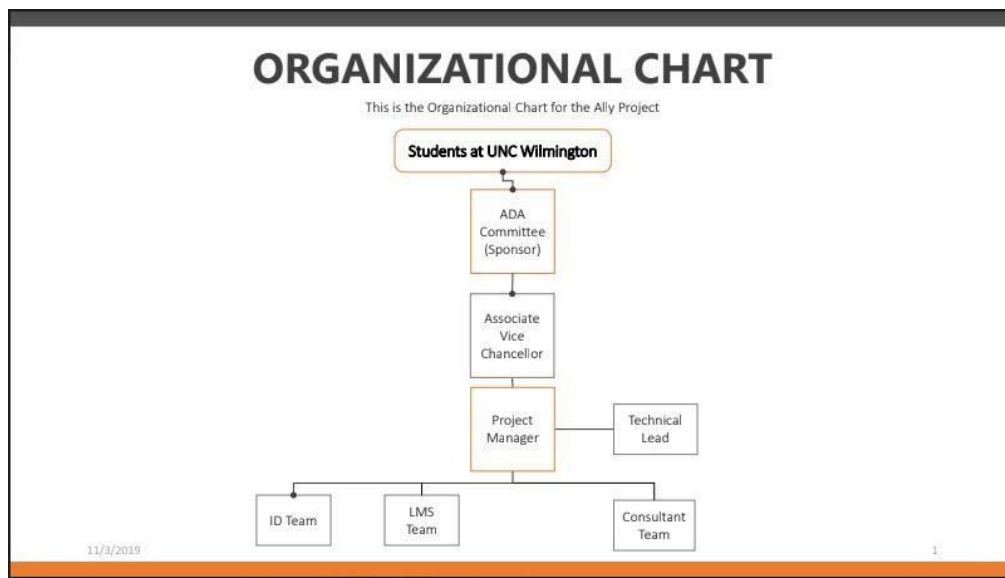 ORGANIZATIONAL CHART
This is the Organizational Chart for the Ally Project
Students at UNC Wilmington
ADA
Committee
(Sponsor)
Associate
Vice
Chancellor
Project
Manager
Technical
Lead
ID Team
LMS
Team
Consultant
Team
11/3/2019
1